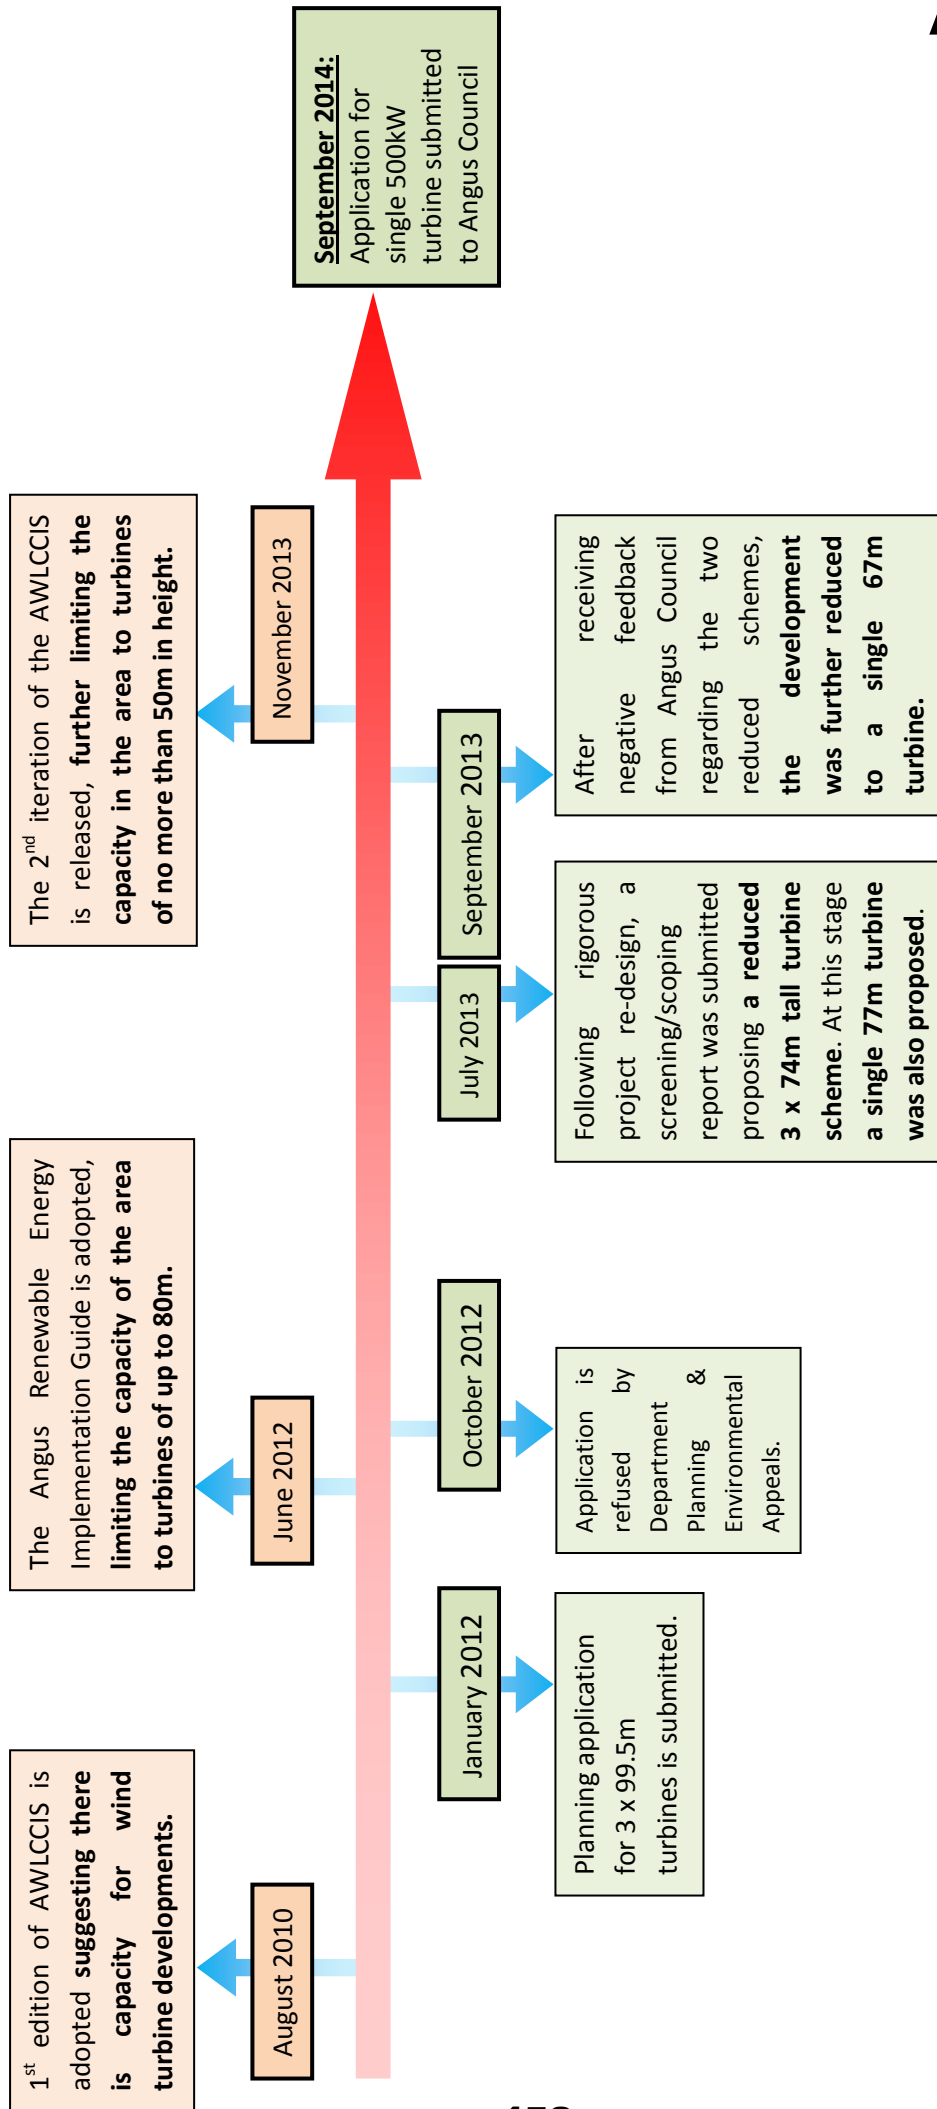 1st edition of AWLCCIS is
adopted suggesting there
is capacity for wind
turbine developments.
August 2010
The Angus Renewable Energy
Implementation Guide is adopted,
limiting the capacity of the area
to turbines of up to 80m.
June 2012
The 2nd iteration of the AWLCCIS
is released, further limiting the
capacity in the area to turbines
of no more than 50m in height.
November 2013
January 2012
Planning application
for 3 x 99.5m
turbines is submitted.
October 2012
Application is
refused by
Department
Planning &
Environmental
Appeals.
July 2013
Following rigorous
project re-design, a
screening/scoping
report was submitted
proposing a reduced
3 x 74m tall turbine
scheme. At this stage
a single 77m turbine
was also proposed.
September 2013
After receiving
negative feedback
from Angus Council
regarding the two
reduced schemes,
the development
was further reduced
to a single 67m
turbine.
September 2014:
Application for
single 500kW
turbine submitted
to Angus Council